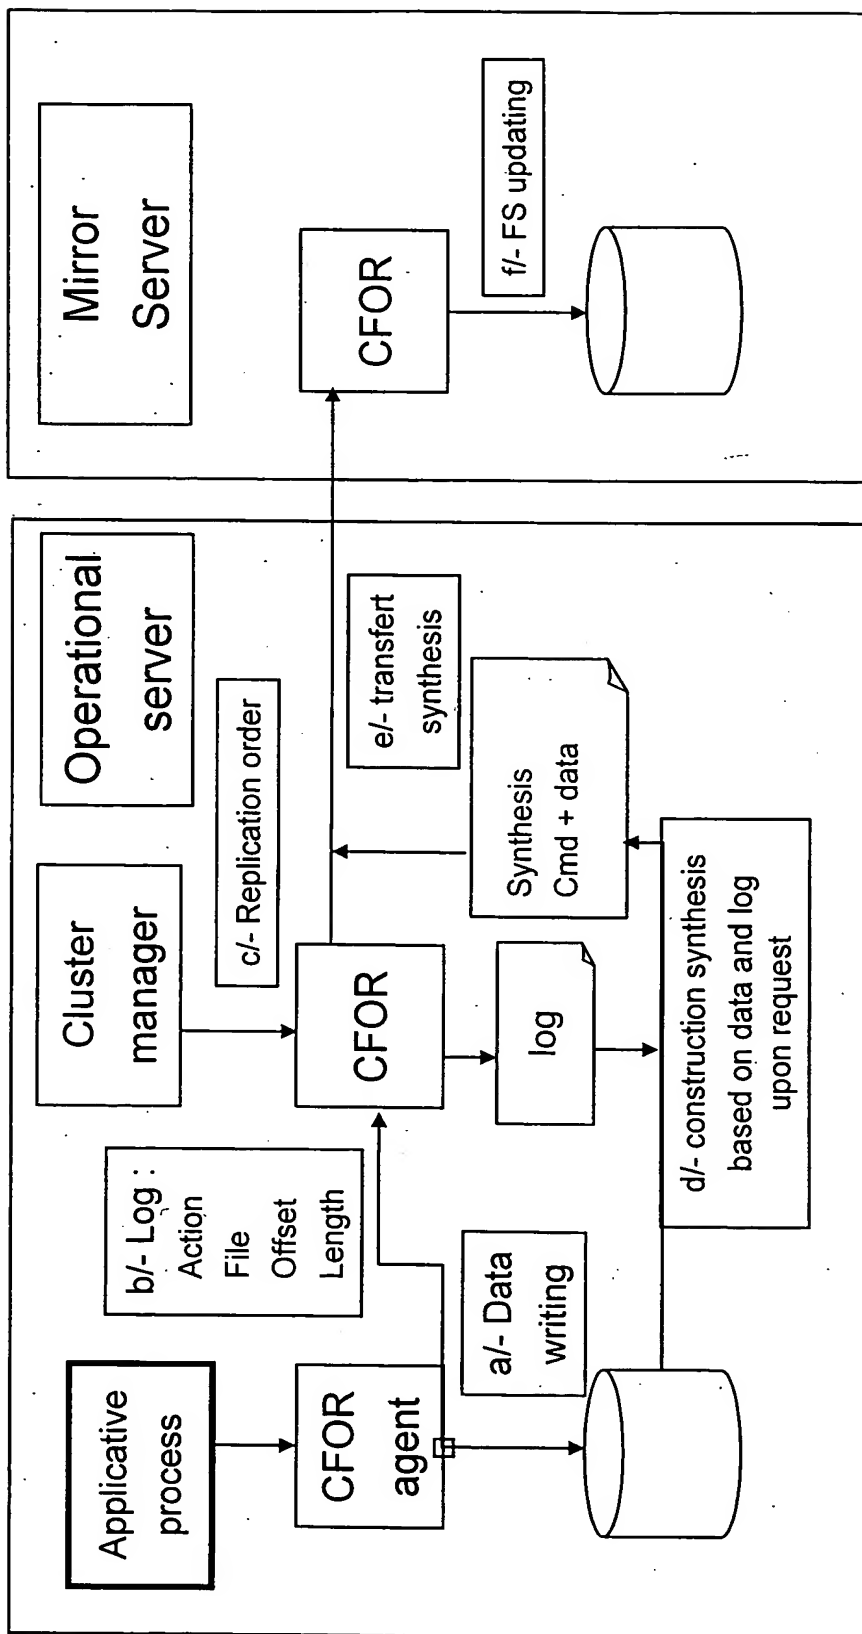 Applicative
process
Cluster
manager
Operational
server
Mirror
Server
b/- Log :
Action
File
Offset
Length
c/- Replication order
CFOR
agent
CFOR
CFOR
a/- Data
writing
log
e/- transfert
synthesis
f/- FS updating
Synthesis
Cmd + data
d/- construction synthesis
based on data and log
upon request